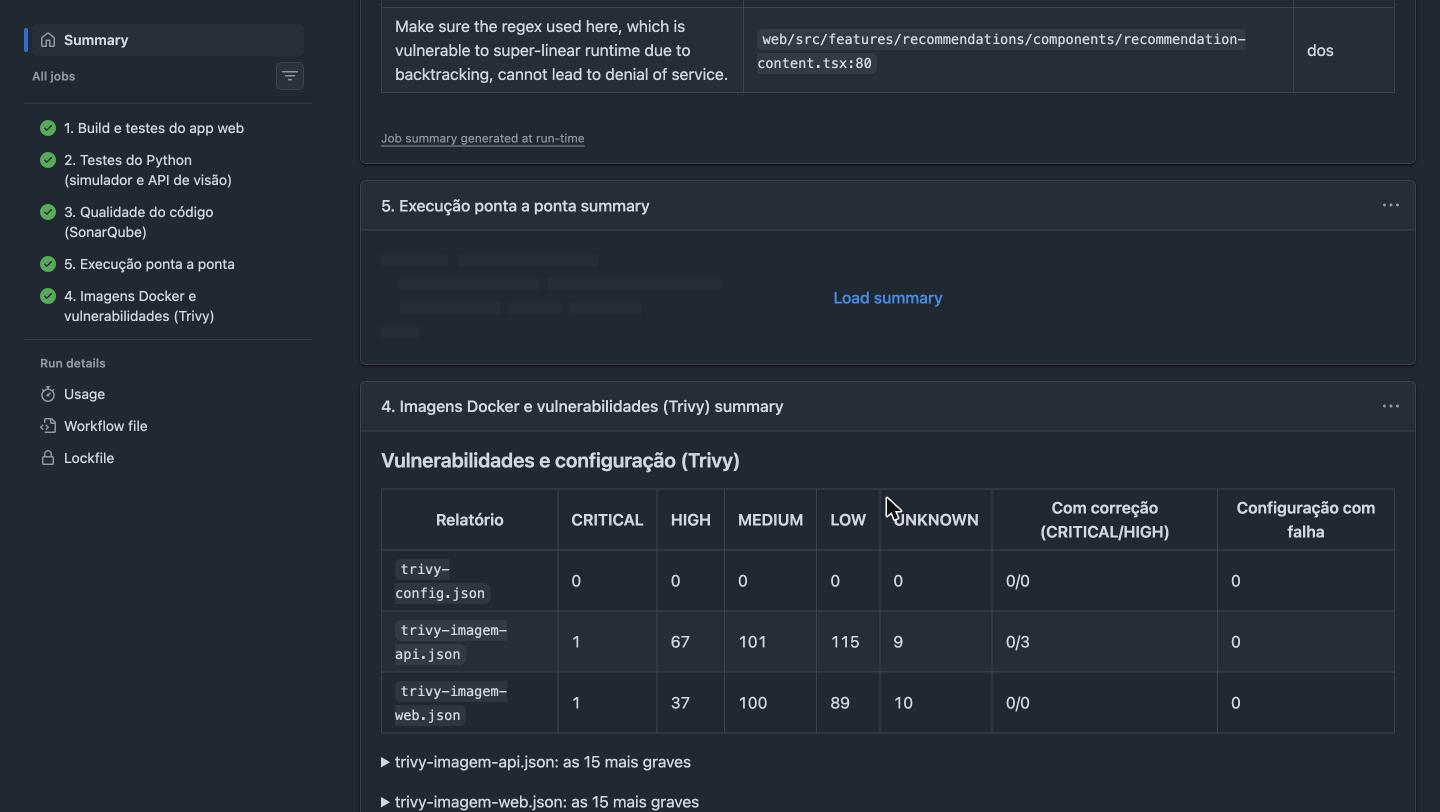 Summary
All jobs
1. Build e testes do app web
2. Testes do Python
(simulador e API de visão)
3. Qualidade do código
(SonarQube)
5. Execução ponta a ponta
4. Imagens Docker e
vulnerabilidades (Trivy)
Run details
Usage
Workflow file
Lockfile
Make sure the regex used here, which is
vulnerable to super-linear runtime due to
backtracking, cannot lead to denial of service.
web/src/features/recommendations/components/recommendation-
content.tsx:80
dos
Job summary generated at run-time
5. Execução ponta a ponta summary
Load summary
4. Imagens Docker e vulnerabilidades (Trivy) summary
Vulnerabilidades e configuração (Trivy)
Relatório CRITICAL HIGH MEDIUM LOW UNKNOWN Com correção (CRITICAL/HIGH) Configuração com falha
trivy-
config.json 0 0 0 0 0 0/0 0
trivy-imagem-
api.json 1 67 101 115 9 0/3 0
trivy-imagem-
web.json 1 37 100 89 10 0/0 0
trivy-imagem-api.json: as 15 mais graves
trivy-imagem-web.json: as 15 mais graves